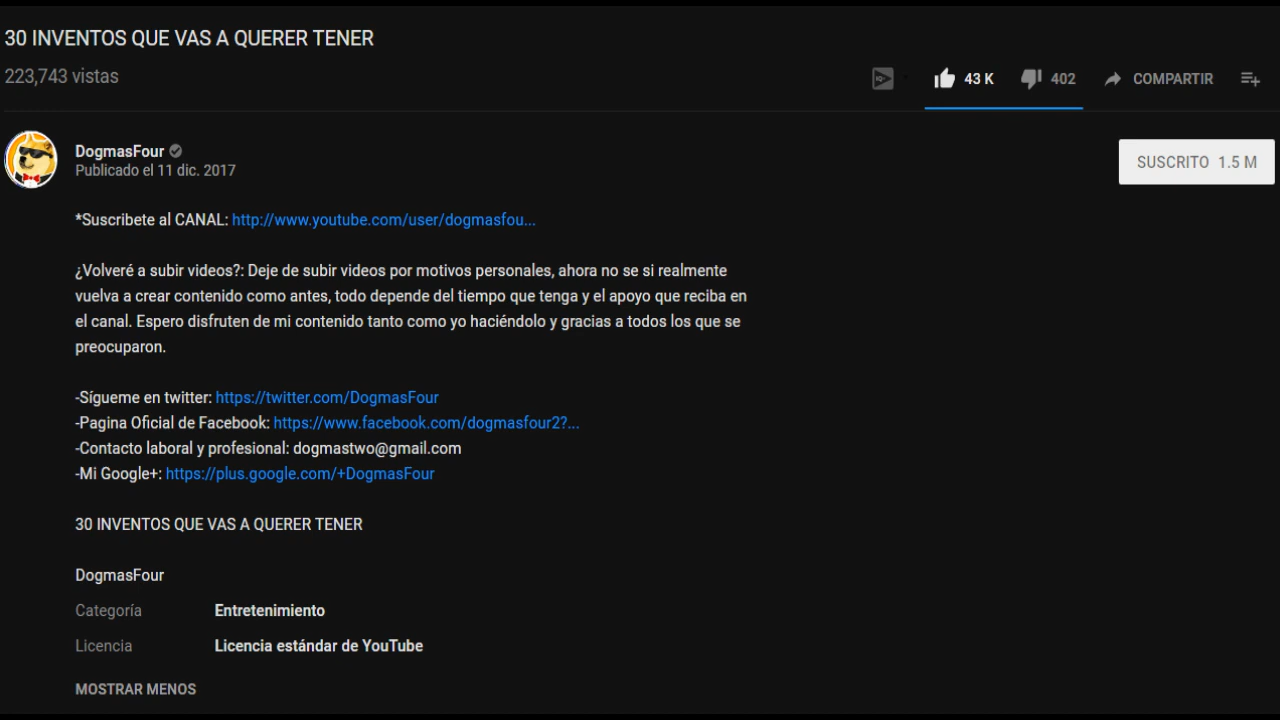 30 INVENTOS QUE VAS A QUERER TENER
223,743 vistas
43 K 402 COMPARTIR
DogmasFour
Publicado el 11 dic. 2017
SUSCRITO 1.5 M
*Suscribete al CANAL: http://www.youtube.com/user/dogmasfou...
¿Volveré a subir videos?: Deje de subir videos por motivos personales, ahora no se si realmente
vuelva a crear contenido como antes, todo depende del tiempo que tenga y el apoyo que reciba en
el canal. Espero disfruten de mi contenido tanto como yo haciéndolo y gracias a todos los que se
preocuparon.
-Sígueme en twitter: https://twitter.com/DogmasFour
-Pagina Oficial de Facebook: https://www.facebook.com/dogmasfour2?...
-Contacto laboral y profesional: dogmastwo@gmail.com
-Mi Google+: https://plus.google.com/+DogmasFour
30 INVENTOS QUE VAS A QUERER TENER
DogmasFour
Categoría Entretenimiento
Licencia Licencia estándar de YouTube
MOSTRAR MENOS